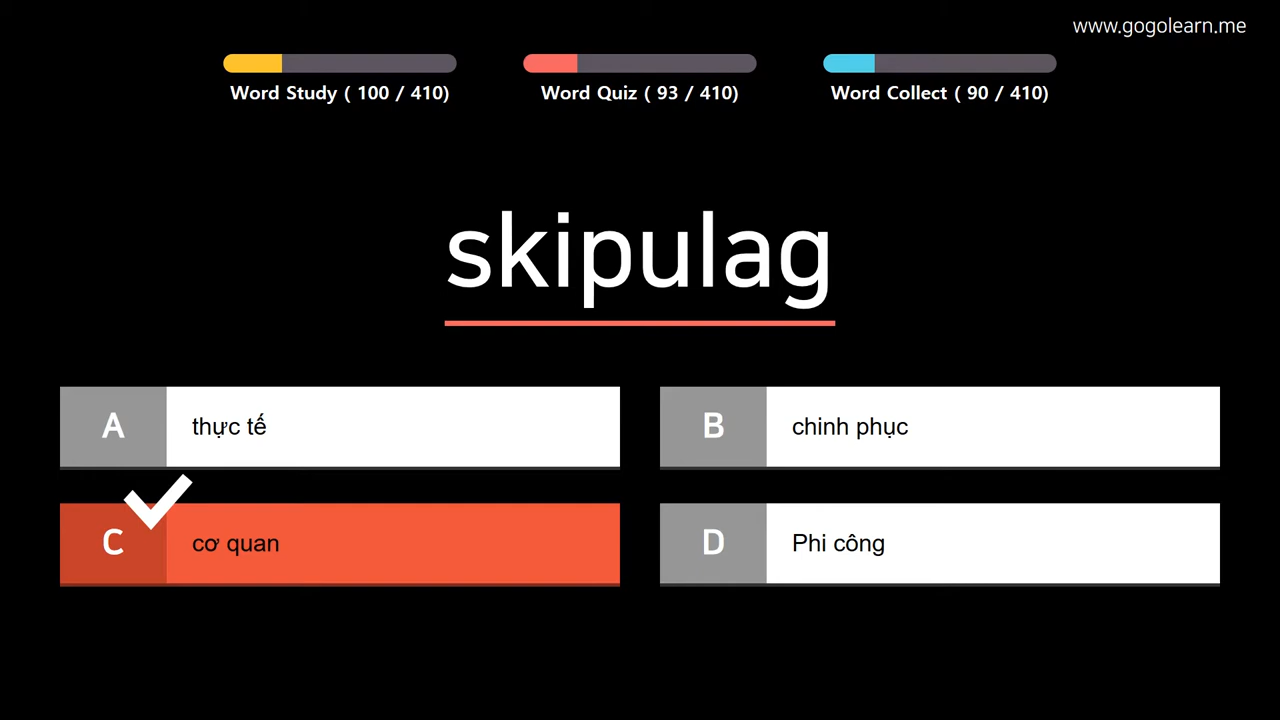 www.gogolearn.me
Word Study ( 100 / 410)
Word Quiz ( 93 / 410)
Word Collect ( 90 / 410)
skipulag
A thực tế
B chinh phục
C cơ quan
D Phi công